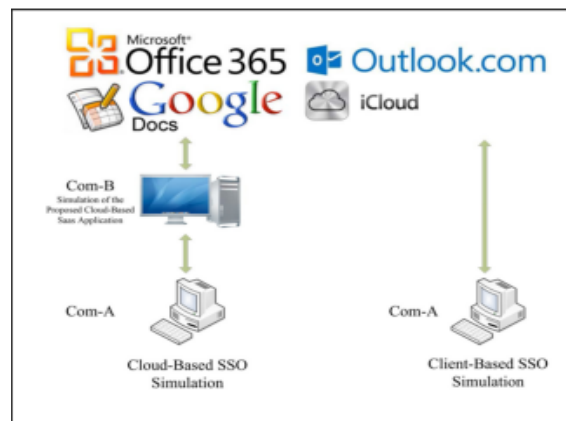 Microsoft®
Office 365
Google
Docs
Outlook.com
iCloud
Com-B
Simulation of the
Proposed Cloud-Based
Saas Application
Com-A
Cloud-Based SSO
Simulation
Com-A
Client-Based SSO
Simulation